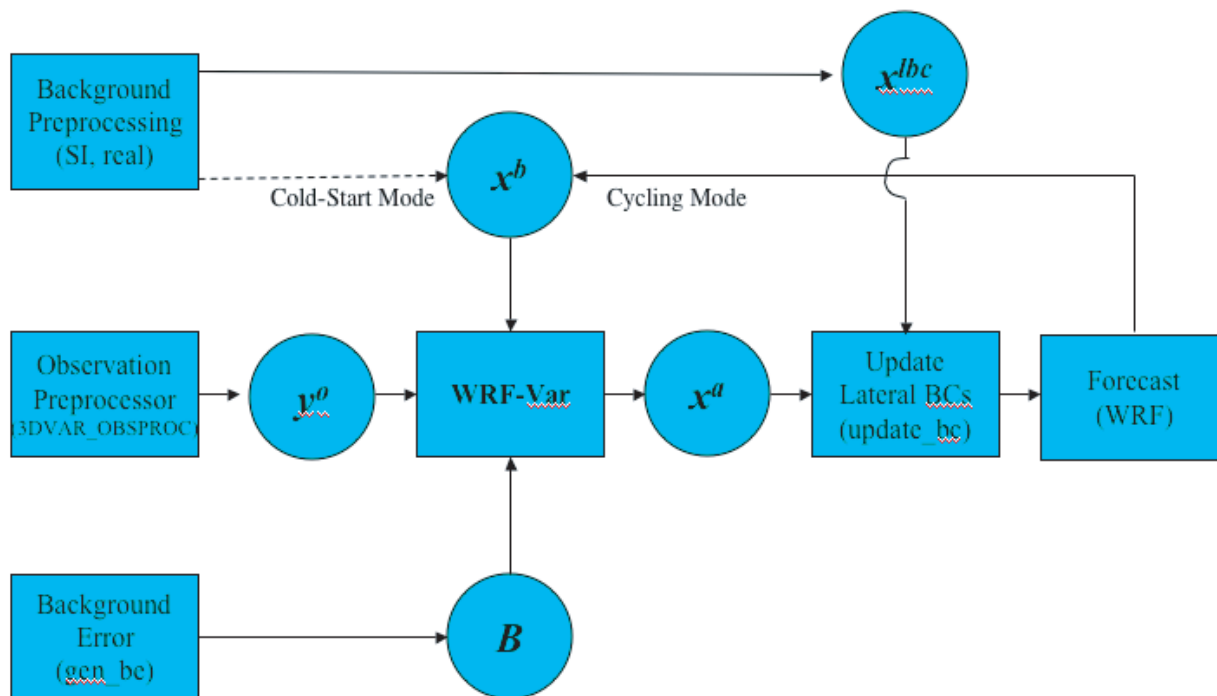 Background
Preprocessing
(SI, real)
x^lbc
x^b
Cold-Start Mode
Cycling Mode
Observation
Preprocessor
(3DVAR_OBSPROC)
y^o
WRF-Var
x^a
Update
Lateral BCs
(update_bc)
Forecast
(WRF)
Background
Error
(gen_be)
B